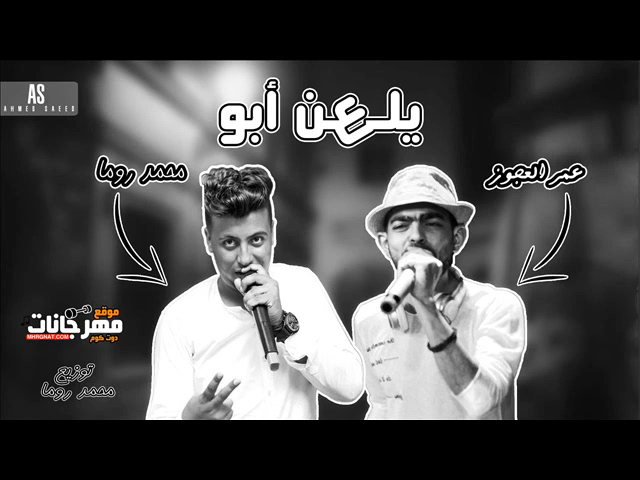 AS
AHMED SAEED
يلعن أبو
محمد روما
عمر العجوز
موقع
مهرجانات
MHRGNAT.COM
دوت كوم
توزيع
محمد روما